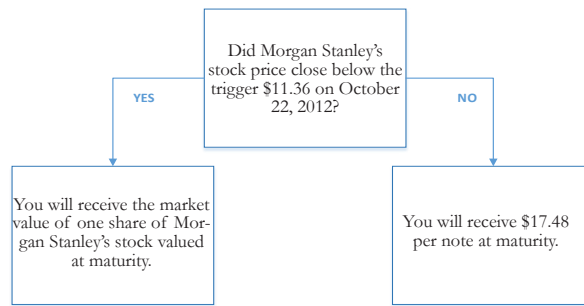 Did Morgan Stanley's
stock price close below the
trigger $11.36 on October
22, 2012?
YES
NO
You will receive the market
value of one share of Mor-
gan Stanley's stock valued
at maturity.
You will receive $17.48
per note at maturity.